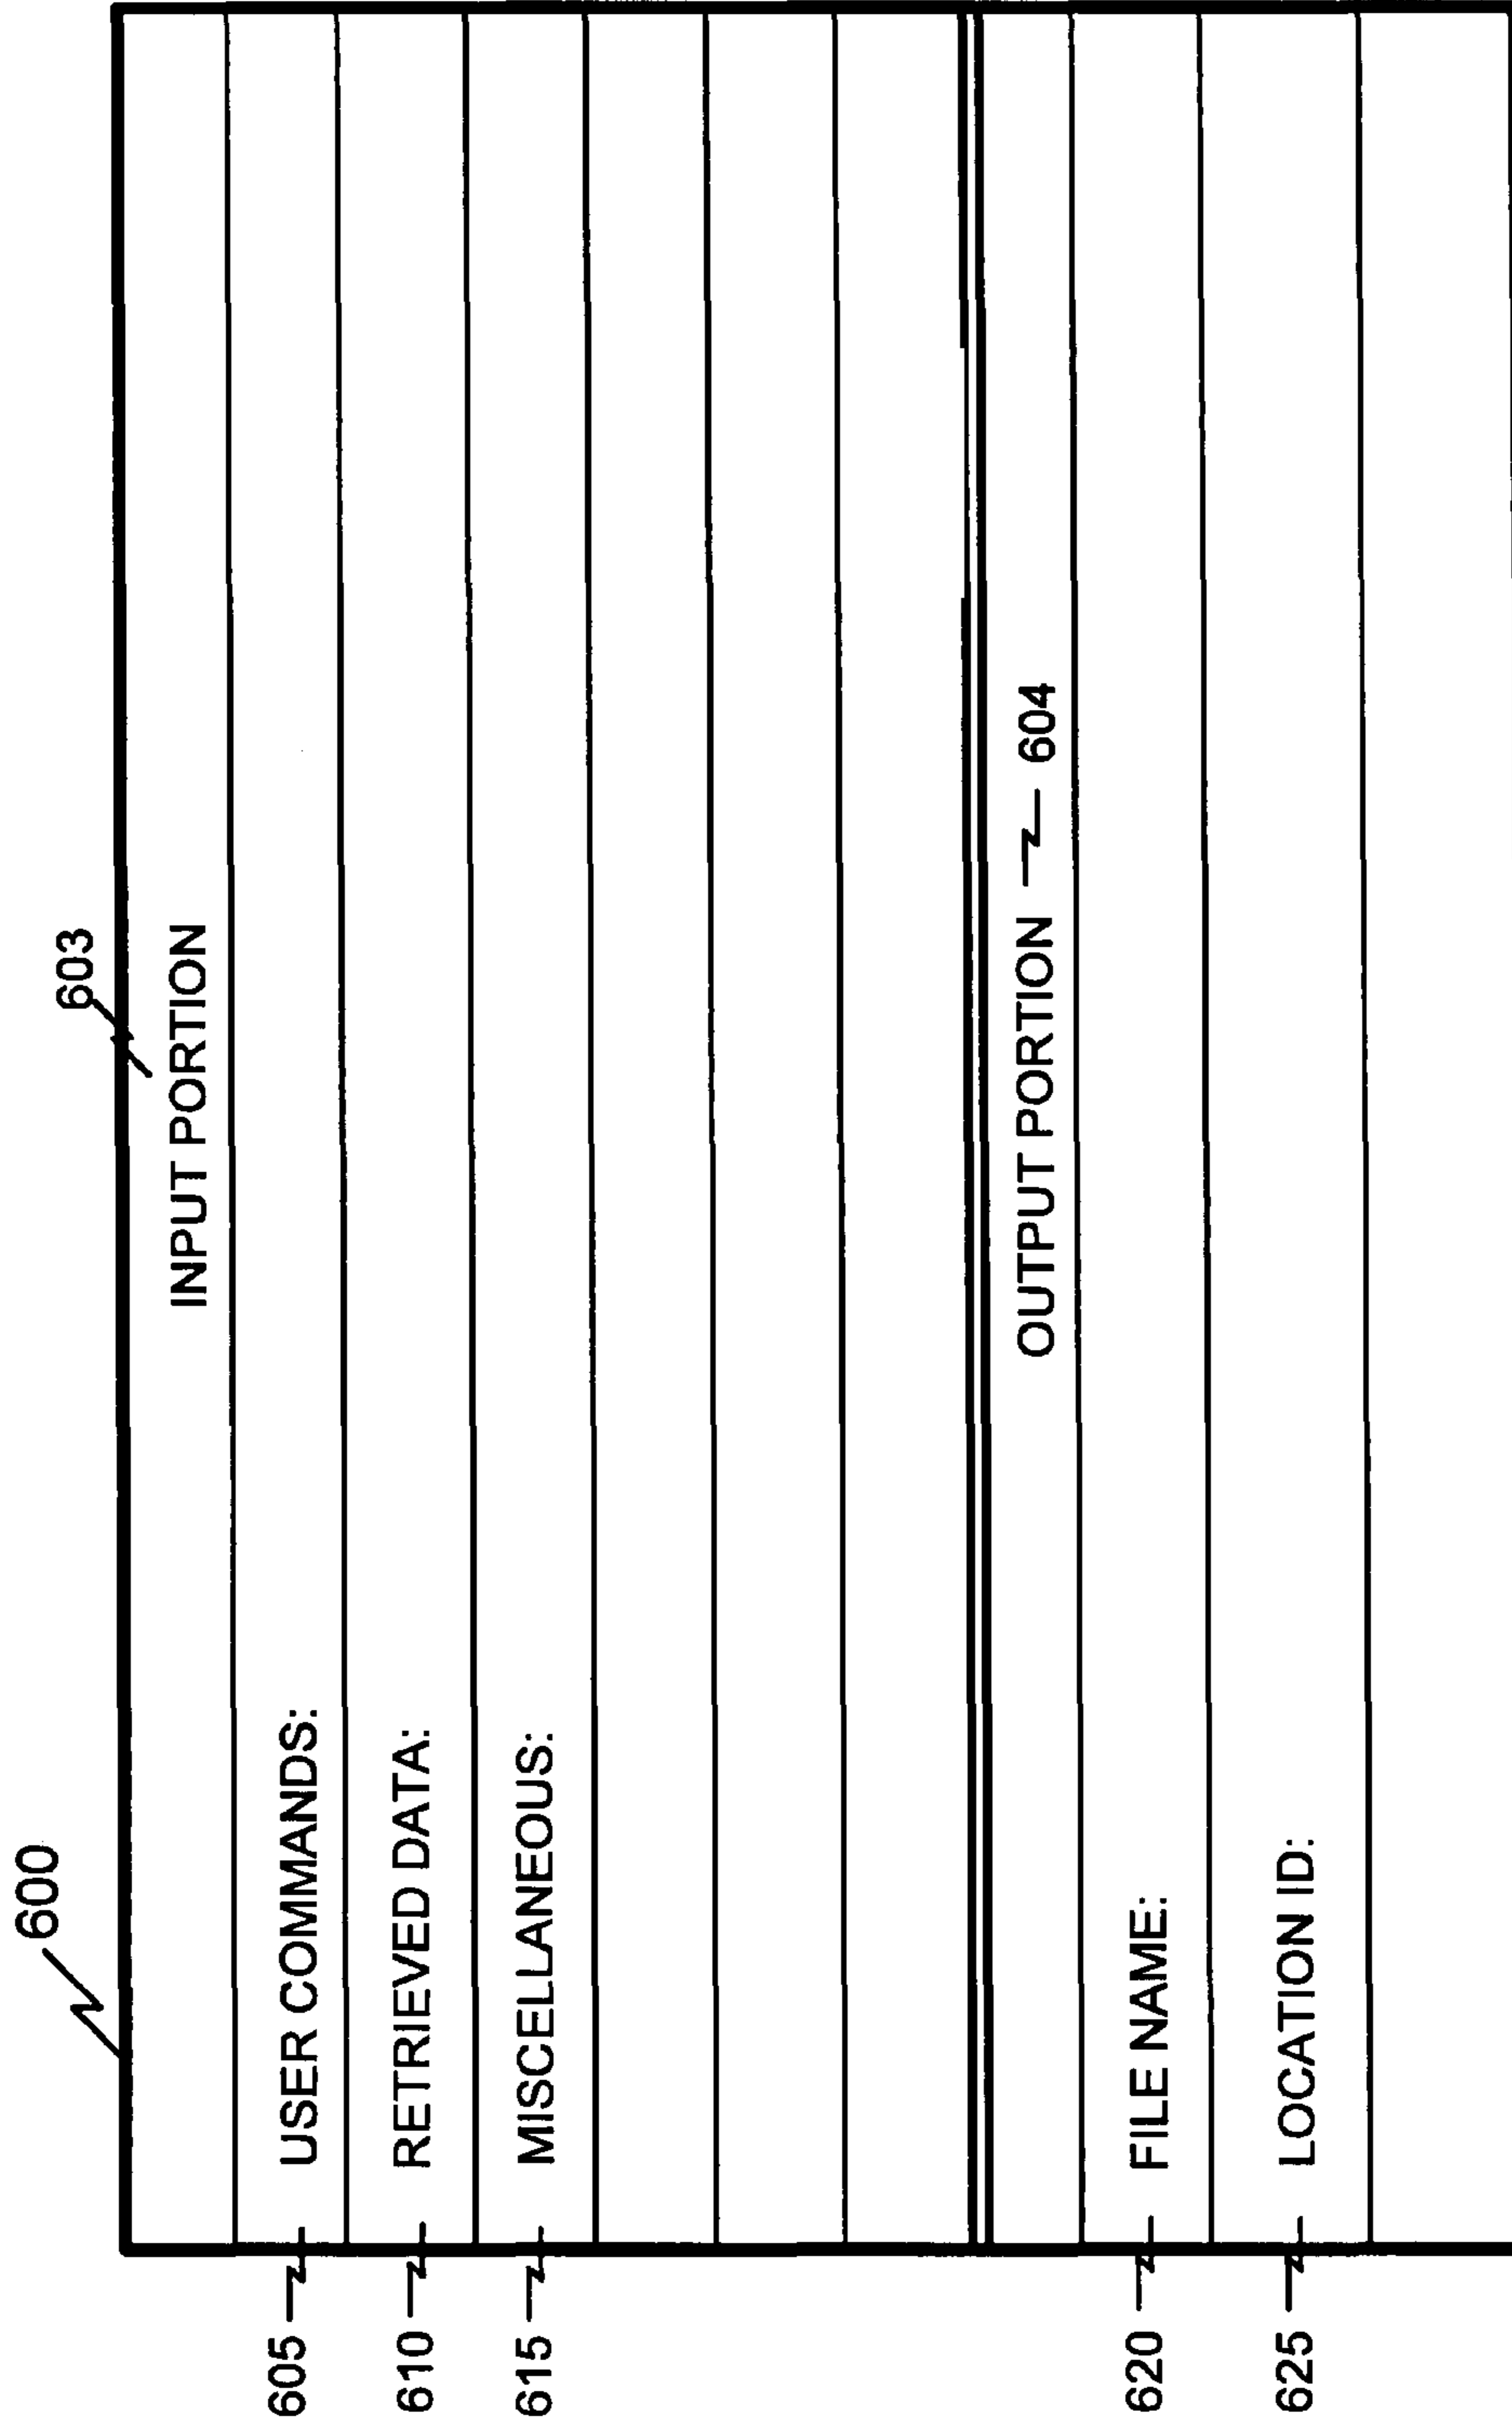 600
603
INPUT PORTION
605 USER COMMANDS:
610 RETRIEVED DATA:
615 MISCELLANEOUS:
OUTPUT PORTION 604
620 FILE NAME:
625 LOCATION ID: